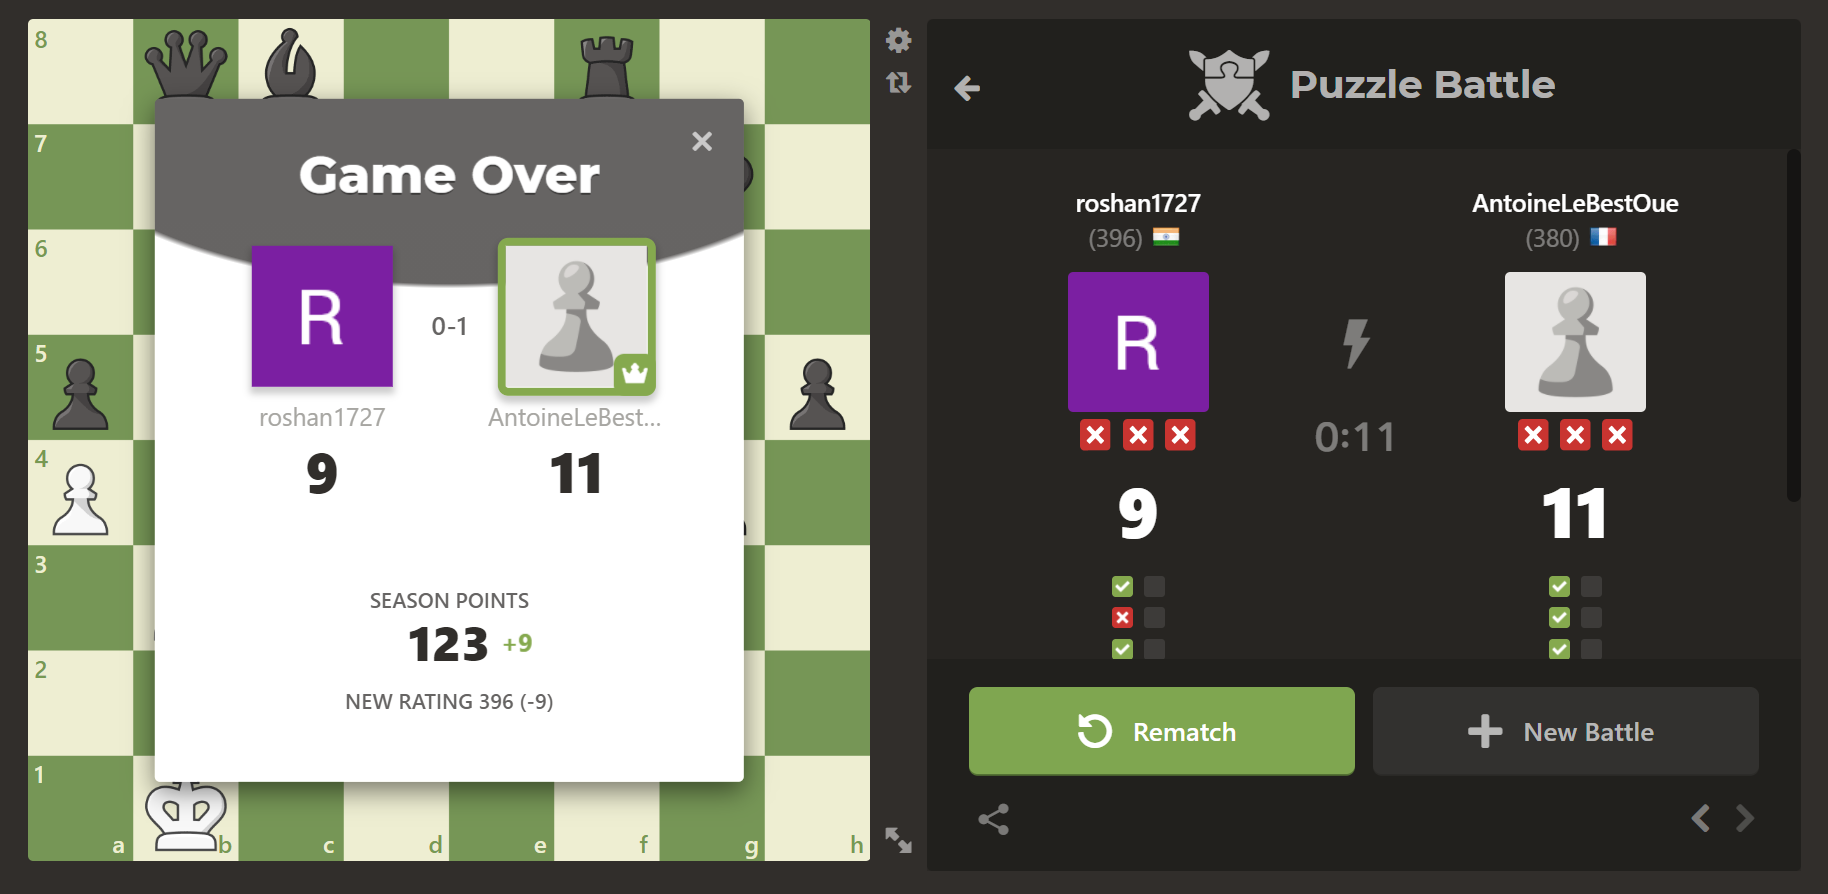 8
7
6
5
4
3
2
1
a
b
c
d
e
f
g
h
Game Over
R
0-1
roshan1727
AntoineLeBest...
9
11
SEASON POINTS
123 +9
NEW RATING 396 (-9)
Puzzle Battle
roshan1727
AntoineLeBestOue
(396)
(380)
R
0:11
9
11
Rematch
New Battle